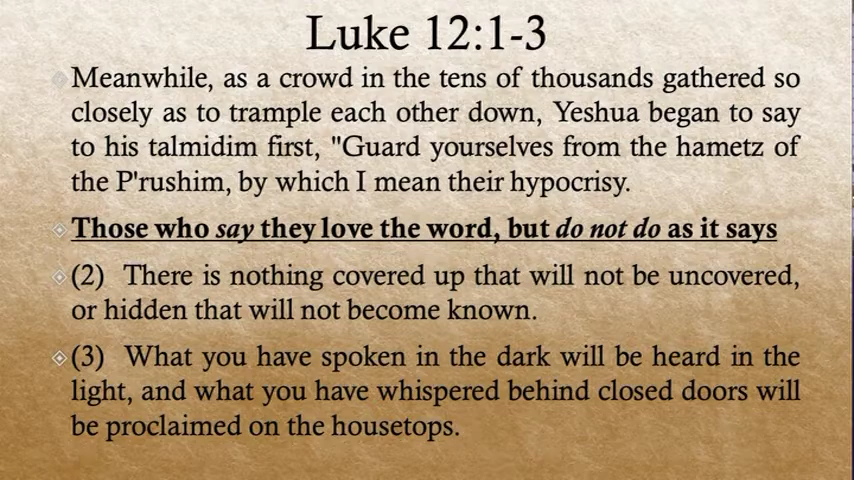 Luke 12:1-3
Meanwhile, as a crowd in the tens of thousands gathered so
closely as to trample each other down, Yeshua began to say
to his talmidim first, "Guard yourselves from the hametz of
the P'rushim, by which I mean their hypocrisy.
Those who say they love the word, but do not do as it says
(2) There is nothing covered up that will not be uncovered,
or hidden that will not become known.
(3) What you have spoken in the dark will be heard in the
light, and what you have whispered behind closed doors will
be proclaimed on the housetops.